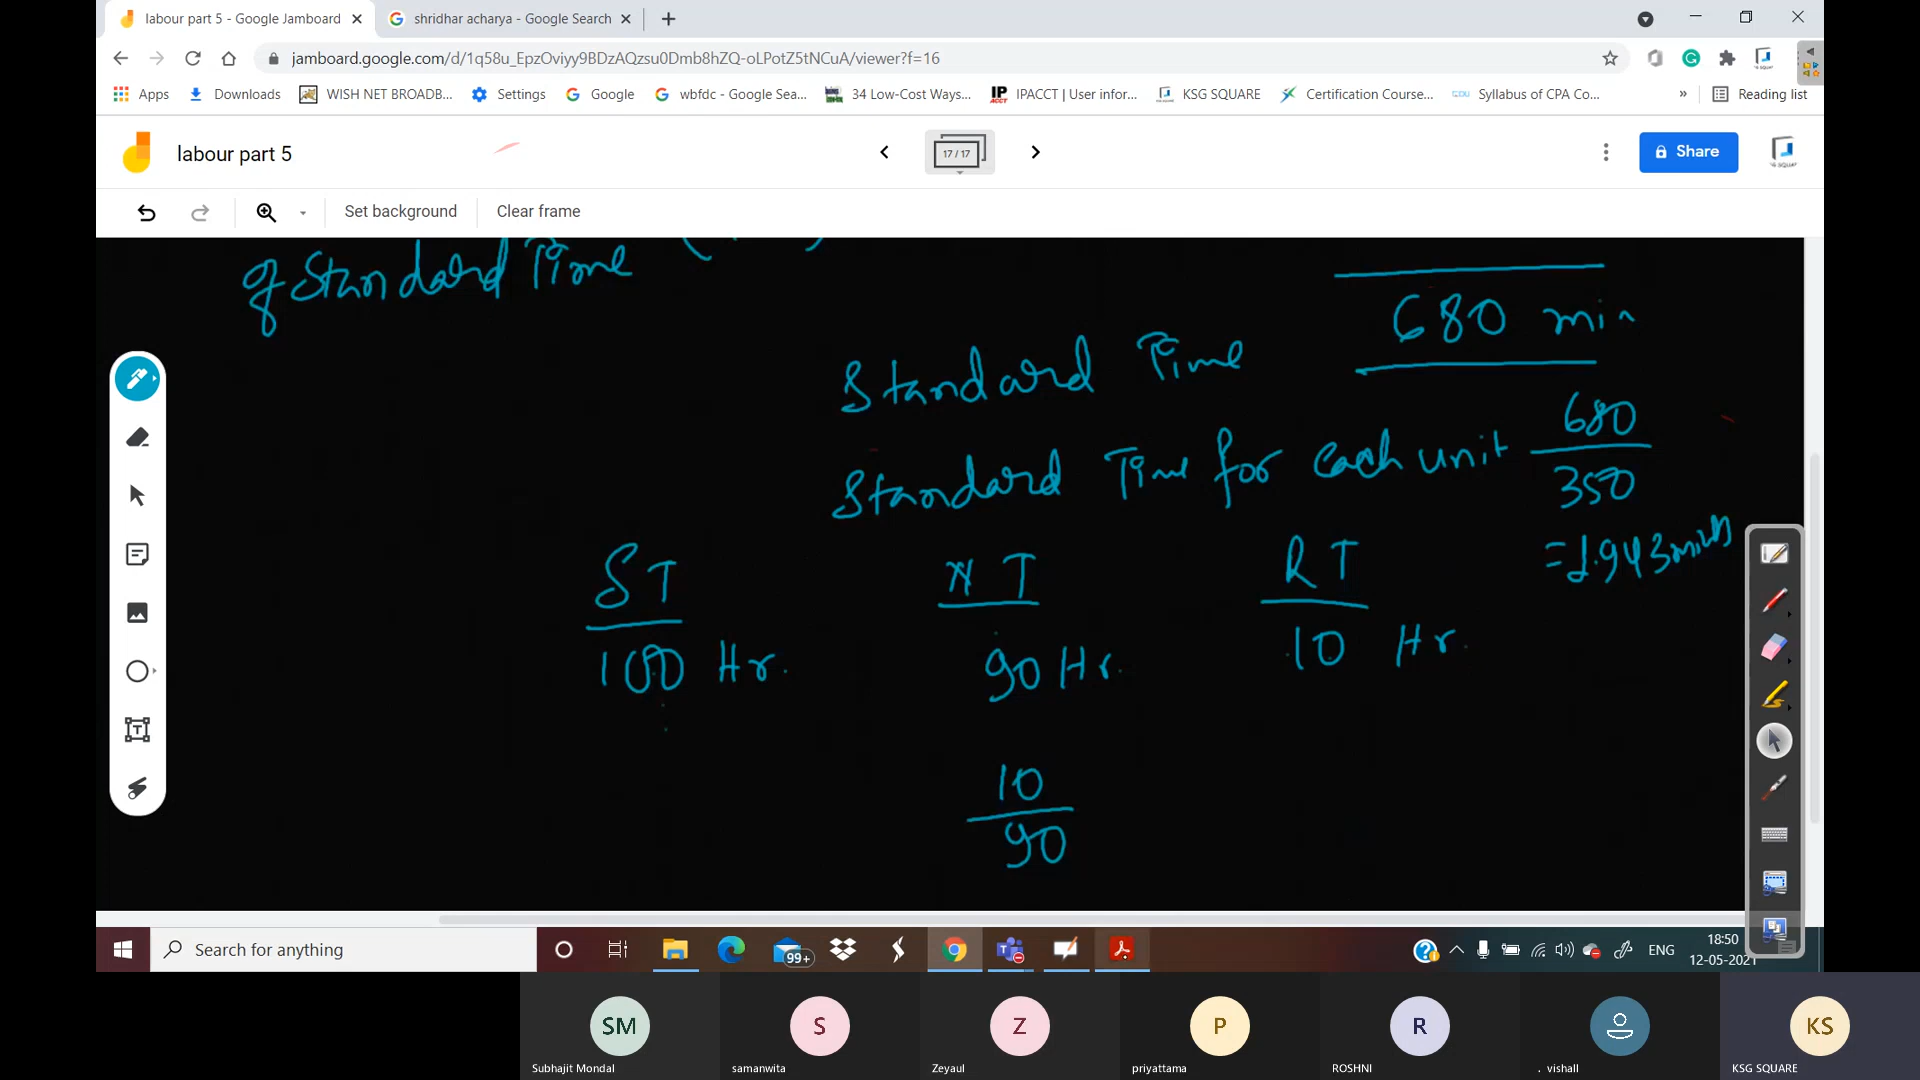 labour part 5 - Google Jamboard
shridhar acharya - Google Search
jamboard.google.com/d/1q58u_EpzOviyy9BDzAQzsu0Dmb8hZQ-oLPotZ5tNCuA/viewer?f=16
Apps
Downloads
WISH NET BROADB...
Settings
Google
wbfdc - Google Sea...
34 Low-Cost Ways...
IPACCT | User infor...
KSG SQUARE
Certification Course...
Syllabus of CPA Co...
»
Reading list
labour part 5
17 / 17
Share
Set background
Clear frame
of Standard Time
680 min
Standard Time
Standard Time for each unit 680
350
= 1.943 minutes
ST NT RT
100 Hr. 90 Hr. 10 Hr.
10
90
Search for anything
99+
ENG
18:50
12-05-2021
SM
S
Z
P
R
KS
Subhajit Mondal
samanwita
Zeyaul
priyattama
ROSHNI
. vishall
KSG SQUARE